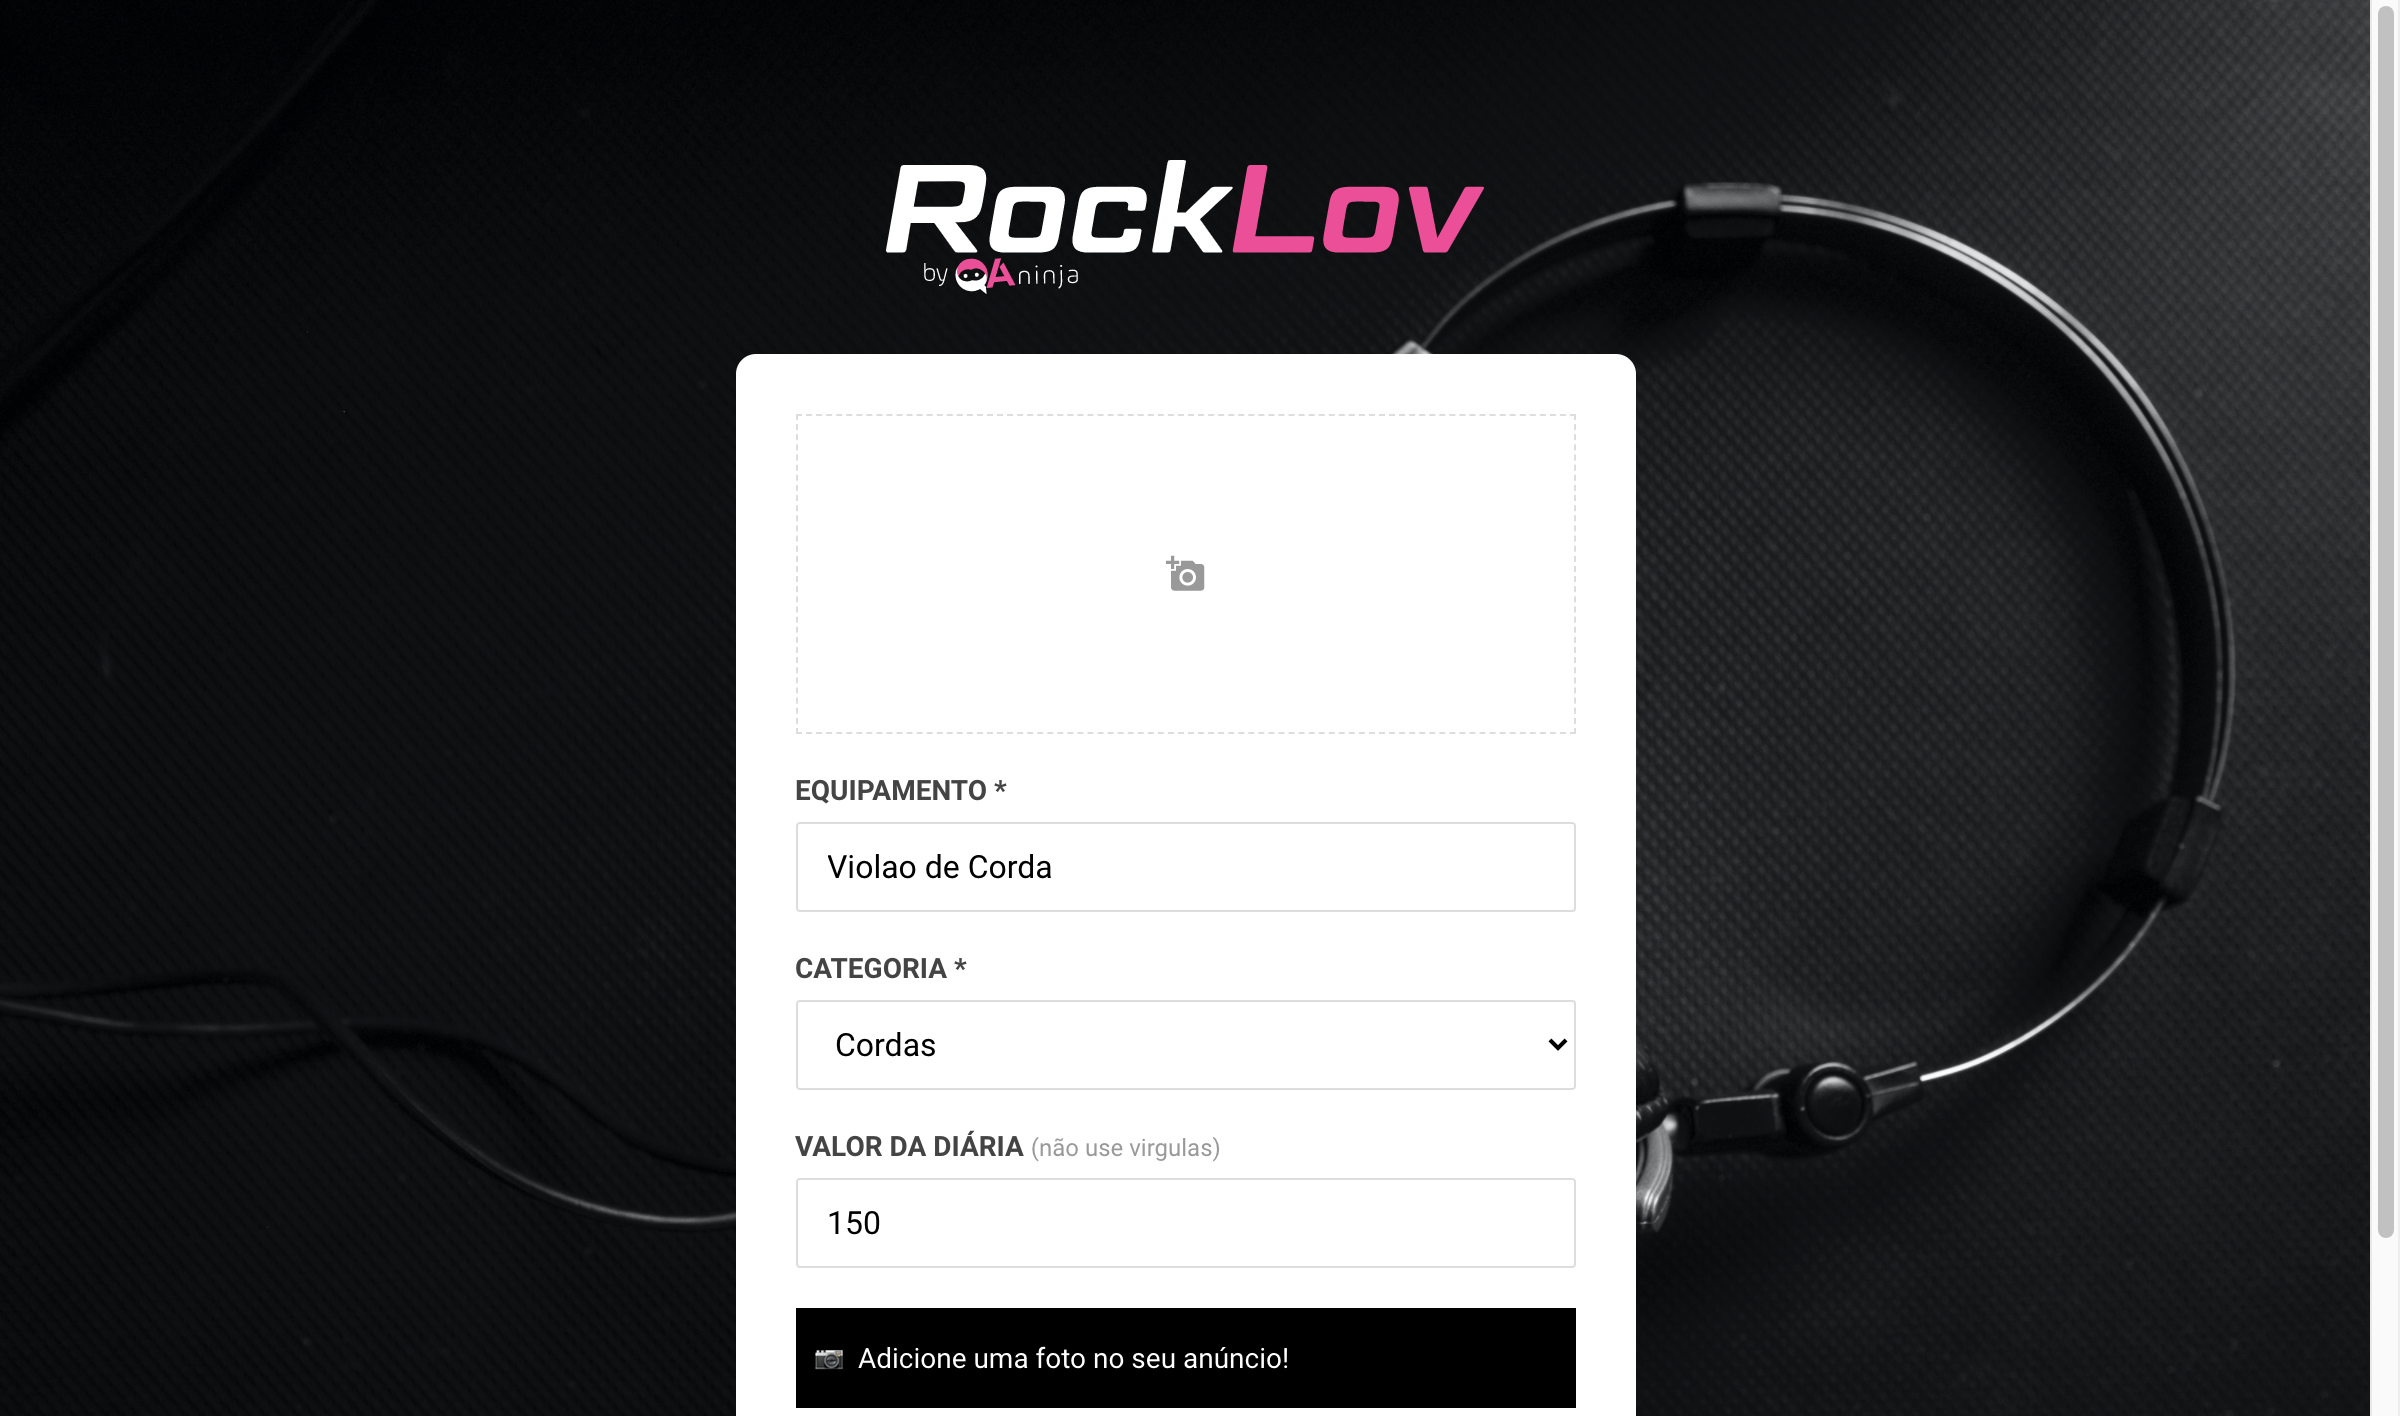 RockLov
by QAninja
EQUIPAMENTO *
Violao de Corda
CATEGORIA *
Cordas
VALOR DA DIÁRIA (não use virgulas)
150
Adicione uma foto no seu anúncio!